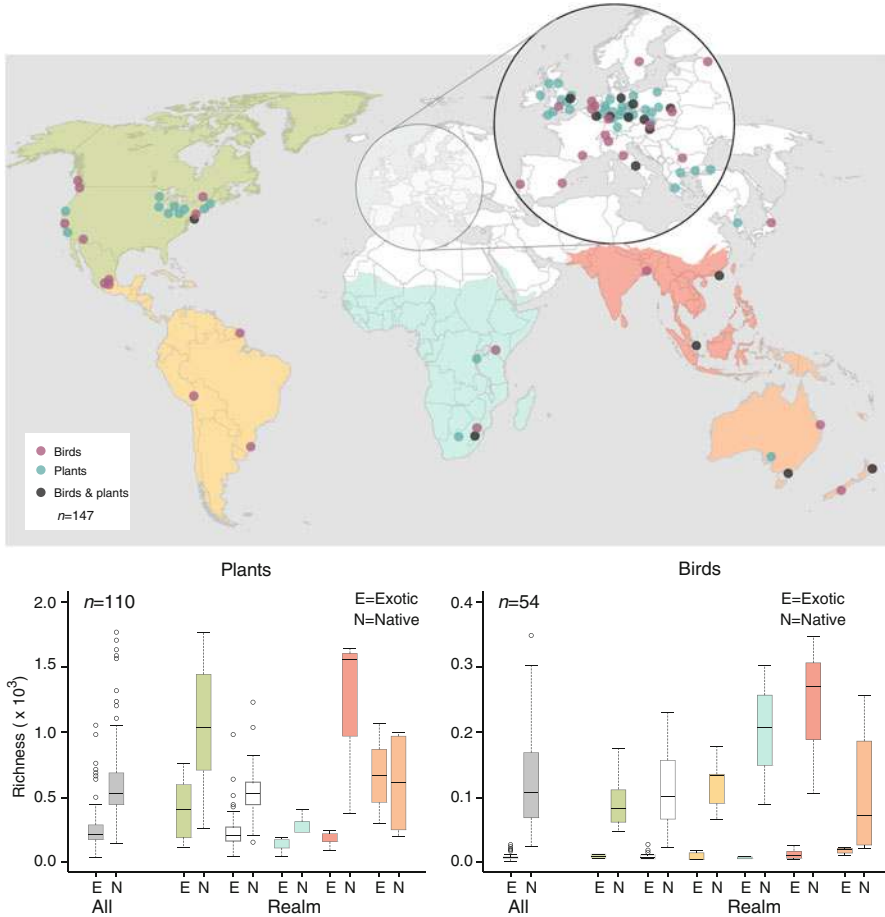 Birds
Plants
Birds & plants
n=147
Plants
n=110
E=Exotic
N=Native
Richness ( x 10³)
2.0
1.5
1.0
0.5
0.0
E N E N E N E N E N E N
All Realm
Birds
n=54
E=Exotic
N=Native
0.4
0.3
0.2
0.1
0.0
E N E N E N E N E N E N E N
All Realm